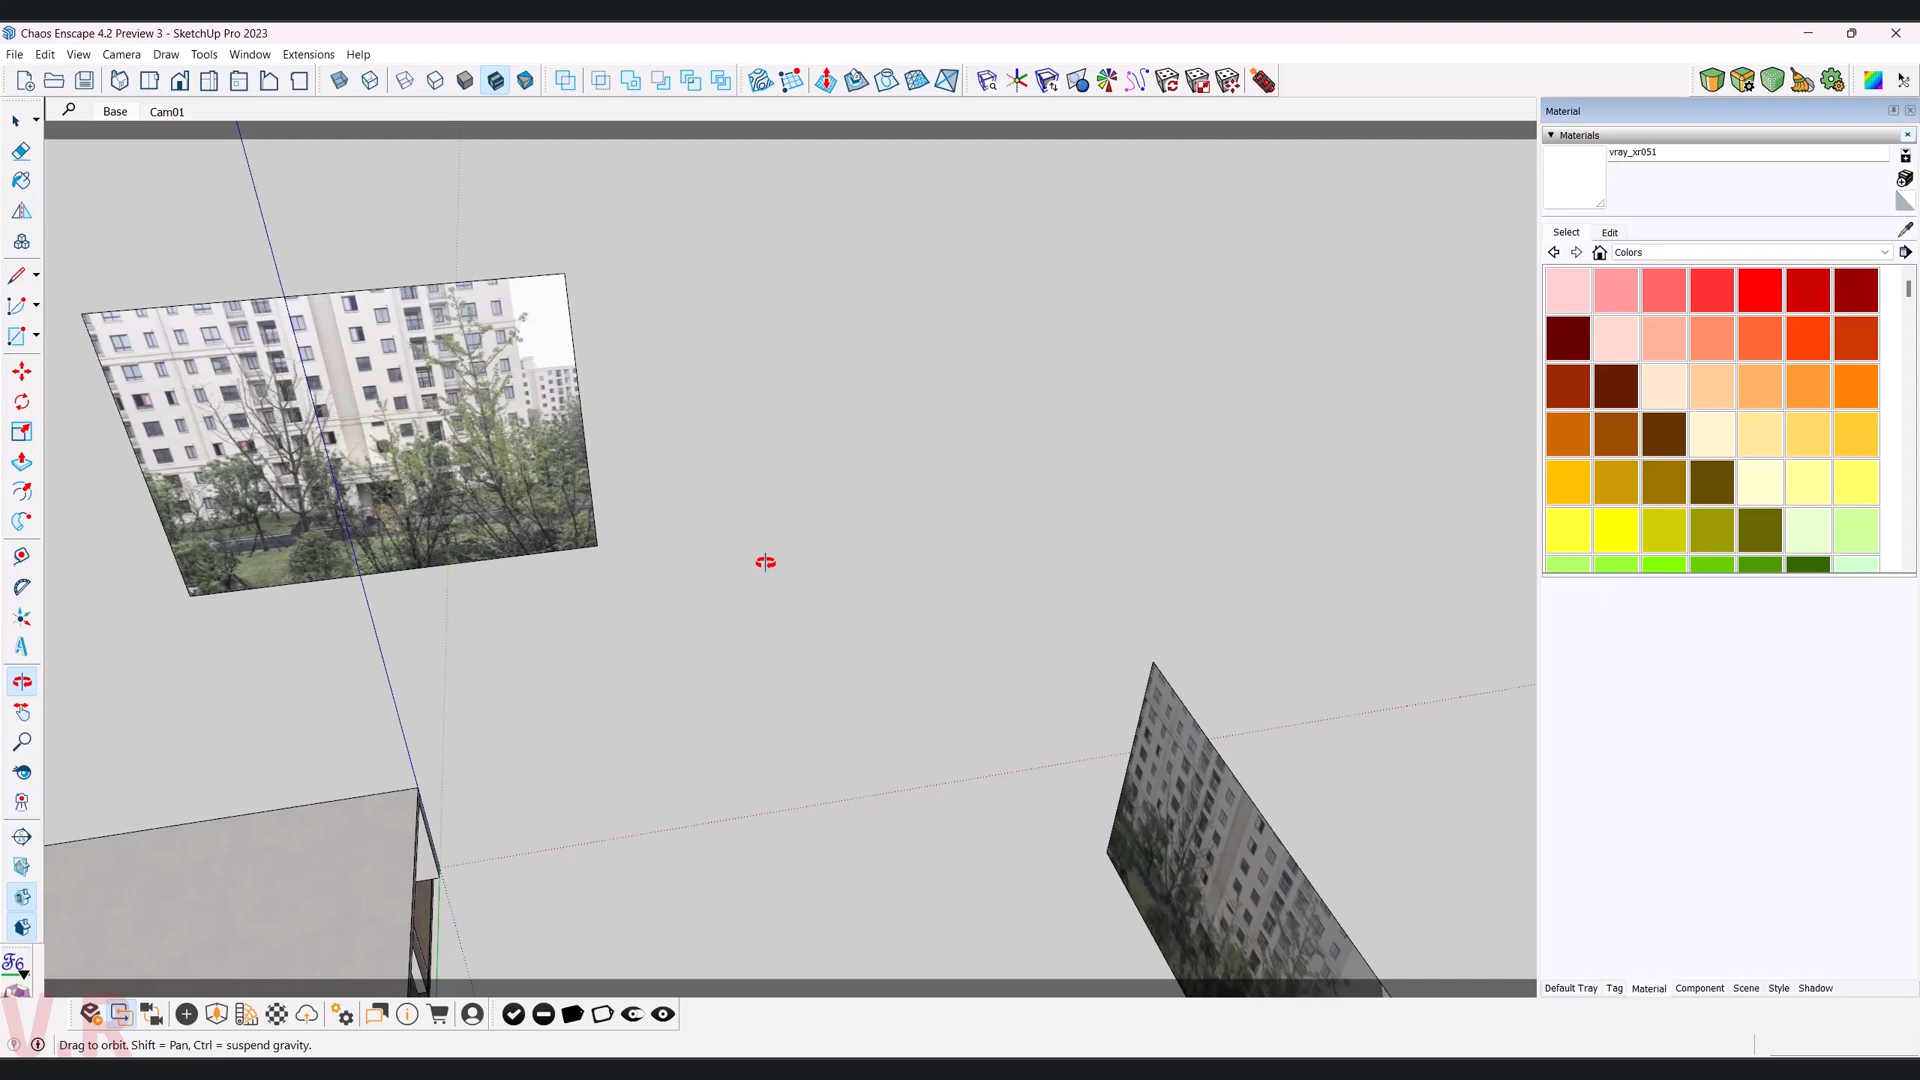 Chaos Enscape 4.2 Preview 3 - SketchUp Pro 2023
File Edit View Camera Draw Tools Window Extensions Help
Base Cam01
Material
Materials
vray_xr051
Select Edit
Colors
F6
Default Tray Tag Material Component Scene Style Shadow
V.R
Drag to orbit. Shift = Pan, Ctrl = suspend gravity.